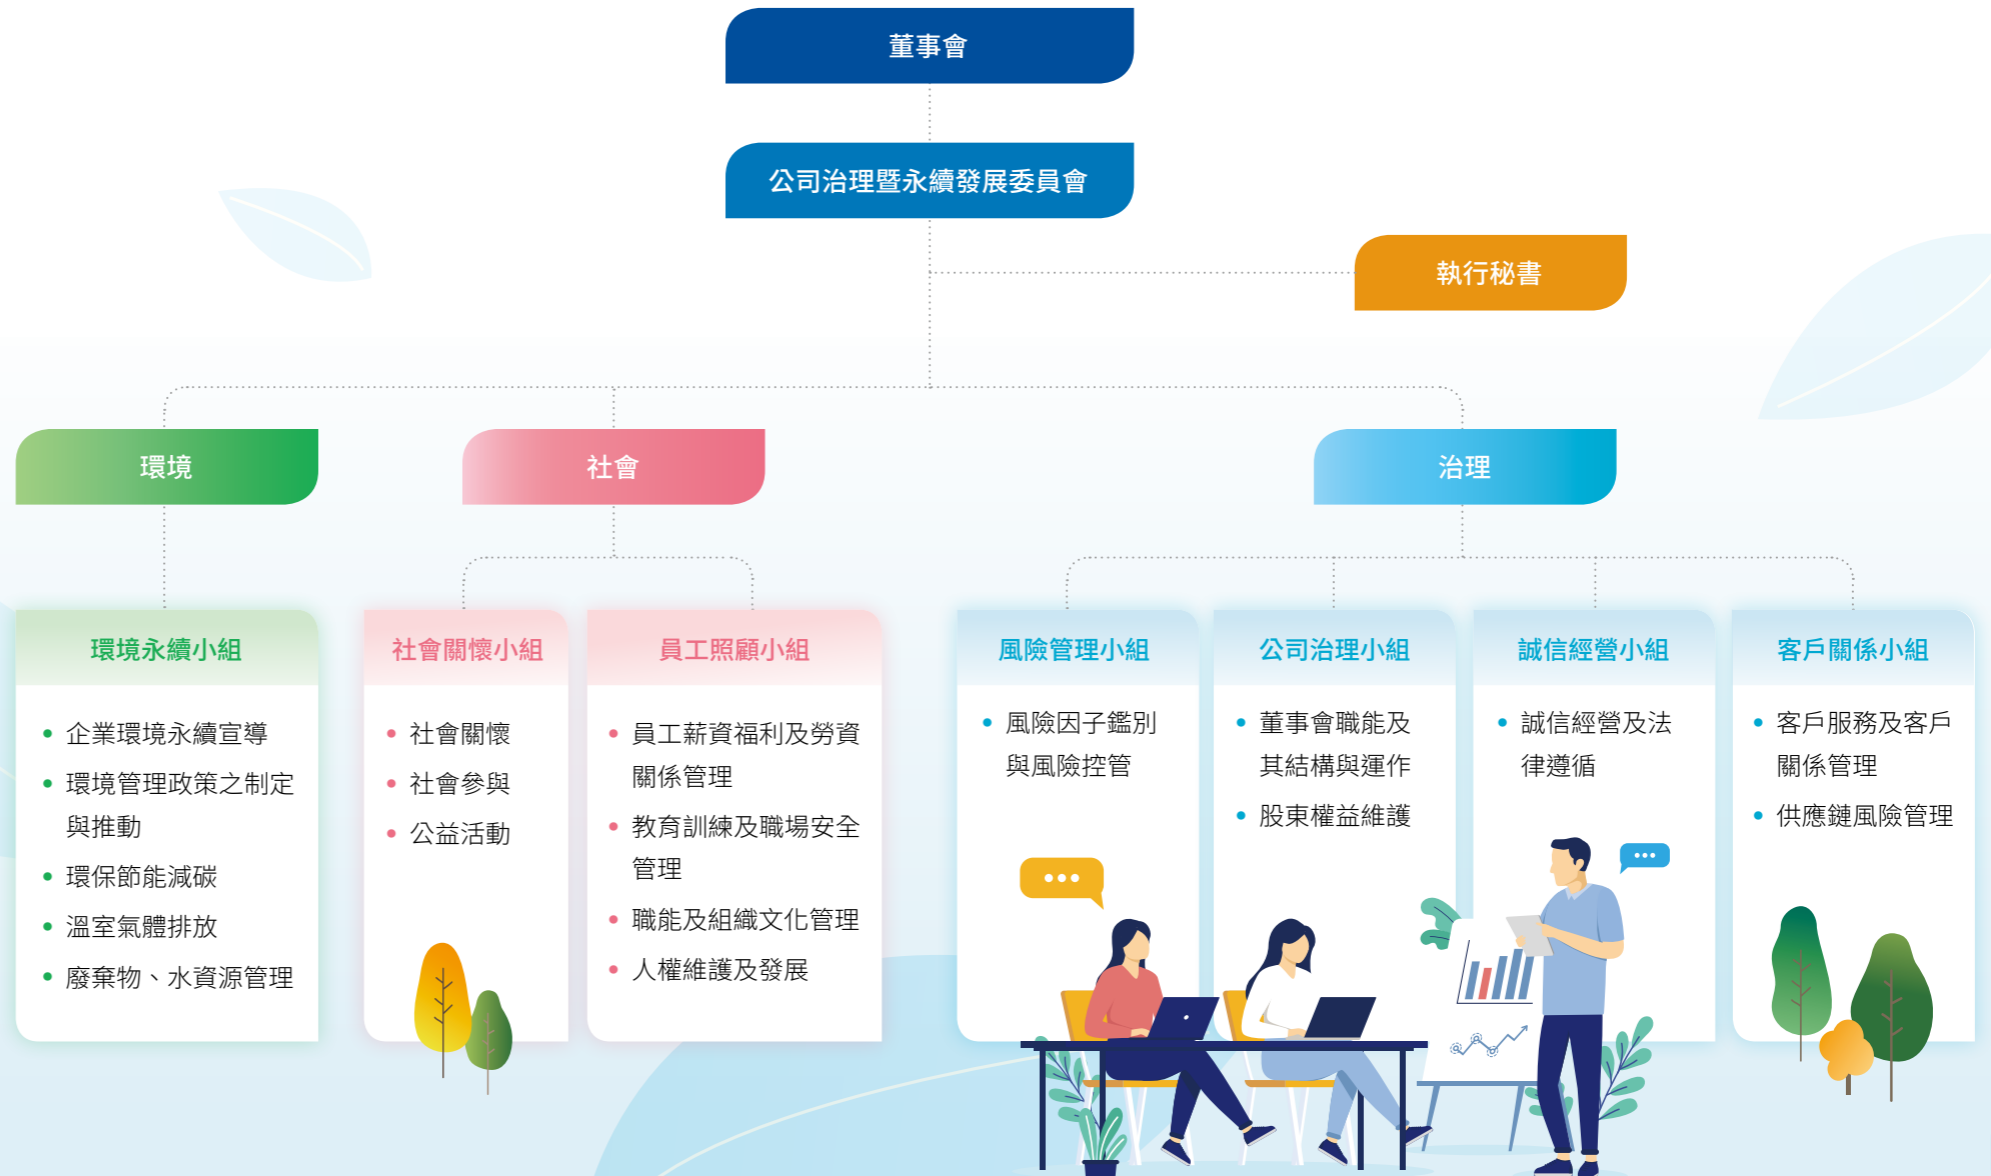 董事會
公司治理暨永續發展委員會
執行秘書
環境
社會
治理
環境永續小組
企業環境永續宣導
環境管理政策之制定
與推動
環保節能減碳
溫室氣體排放
廢棄物、水資源管理
社會關懷小組
社會關懷
社會參與
公益活動
員工照顧小組
員工薪資福利及勞資
關係管理
教育訓練及職場安全
管理
職能及組織文化管理
人權維護及發展
風險管理小組
風險因子鑑別
與風險控管
公司治理小組
董事會職能及
其結構與運作
股東權益維護
誠信經營小組
誠信經營及法
律遵循
客戶關係小組
客戶服務及客戶
關係管理
供應鏈風險管理